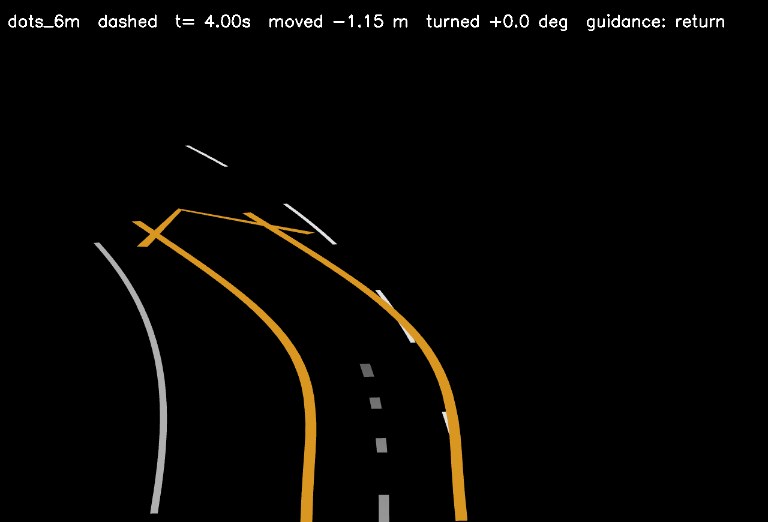 dots_6m dashed t= 4.00s moved −1.15 m turned +0.0 deg guidance: return